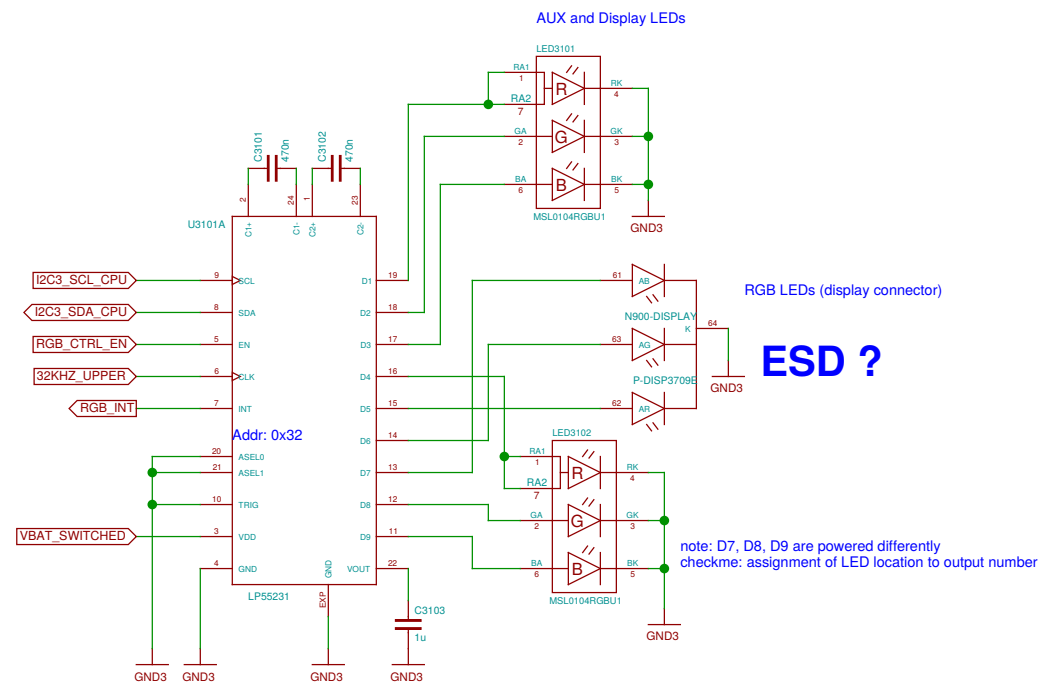 AUX and Display LEDs
LED3101
RA1
1
RA2
7
R
RK
4
GA
2
G
GK
3
BA
6
B
BK
5
MSL0104RGBU1
GND3
C3101
470n
C3102
470n
2
24
1
23
C1+
C1-
C2+
C2-
U3101A
I2C3_SCL_CPU
9
SCL
D1
19
I2C3_SDA_CPU
8
SDA
D2
18
RGB_CTRL_EN
5
EN
D3
17
32KHZ_UPPER
6
CLK
D4
16
RGB_INT
7
INT
D5
15
Addr: 0x32
D6
14
20
ASEL0
21
ASEL1
D7
13
10
TRIG
D8
12
VBAT_SWITCHED
3
VDD
D9
11
4
GND
GND
VOUT
22
EXP
LP55231
C3103
1u
GND3
GND3
GND3
GND3
61
AB
RGB LEDs (display connector)
N900-DISPLAY
K
64
63
AG
ESD ?
GND3
P-DISP3709B
62
AR
LED3102
RA1
1
RA2
7
R
RK
4
GA
2
G
GK
3
BA
6
B
BK
5
MSL0104RGBU1
GND3
note: D7, D8, D9 are powered differently
checkme: assignment of LED location to output number